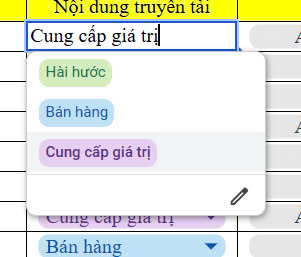 Nội dung truyền tải
Cung cấp giá trị
Hài hước
Bán hàng
Cung cấp giá trị
Cung cấp giá trị
Bán hàng